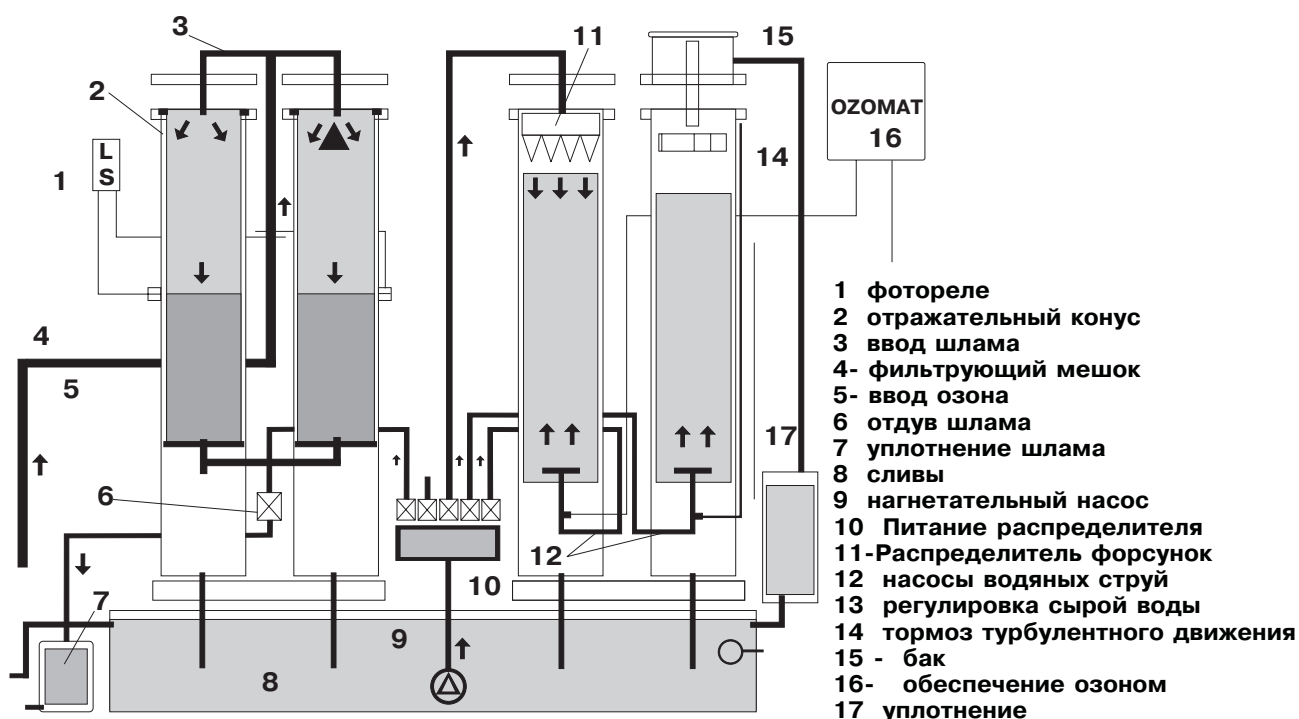 3
11
15
2
OZOMAT
16
L
S
1
14
4
5
17
6
12
10
7
9
8
1 фотореле
2 отражательный конус
3 ввод шлама
4- фильтрующий мешок
5- ввод озона
6 отдув шлама
7 уплотнение шлама
8 сливы
9 нагнетательный насос
10 Питание распределителя
11-Распределитель форсунок
12 насосы водяных струй
13 регулировка сырой воды
14 тормоз турбулентного движения
15 - бак
16- обеспечение озоном
17 уплотнение